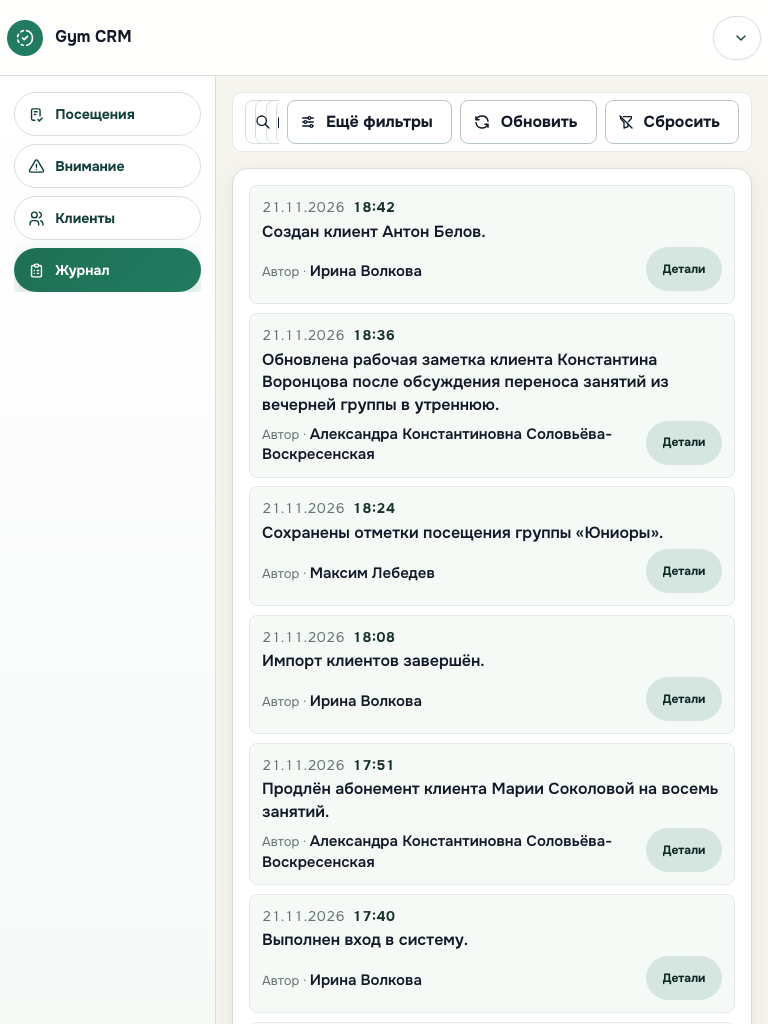 Gym CRM
Посещения
Внимание
Клиенты
Журнал
Ещё фильтры
Обновить
Сбросить
21.11.2026 18:42
Создан клиент Антон Белов.
Автор · Ирина Волкова
Детали
21.11.2026 18:36
Обновлена рабочая заметка клиента Константина
Воронцова после обсуждения переноса занятий из
вечерней группы в утреннюю.
Автор · Александра Константиновна Соловьёва-
Воскресенская
Детали
21.11.2026 18:24
Сохранены отметки посещения группы «Юниоры».
Автор · Максим Лебедев
Детали
21.11.2026 18:08
Импорт клиентов завершён.
Автор · Ирина Волкова
Детали
21.11.2026 17:51
Продлён абонемент клиента Марии Соколовой на восемь
занятий.
Автор · Александра Константиновна Соловьёва-
Воскресенская
Детали
21.11.2026 17:40
Выполнен вход в систему.
Автор · Ирина Волкова
Детали